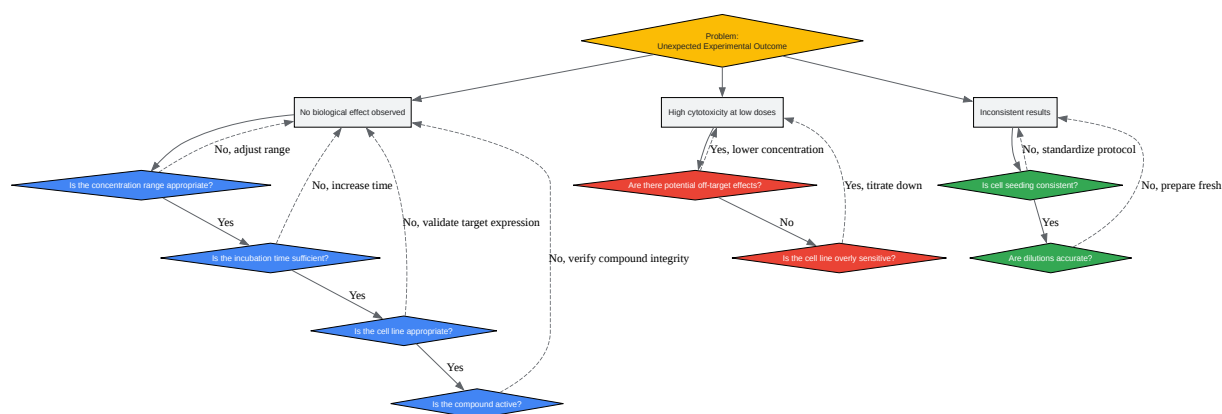 Problem:
Unexpected Experimental Outcome
No biological effect observed
High cytotoxicity at low doses
Inconsistent results
No, adjust range
Yes, lower concentration
No, standardize protocol
Is the concentration range appropriate?
No, increase time
Are there potential off-target effects?
Yes, titrate down
Is cell seeding consistent?
No, prepare fresh
Yes
No, validate target expression
No
Yes
Is the incubation time sufficient?
No, verify compound integrity
Is the cell line overly sensitive?
Are dilutions accurate?
Yes
Is the cell line appropriate?
Yes
Is the compound active?